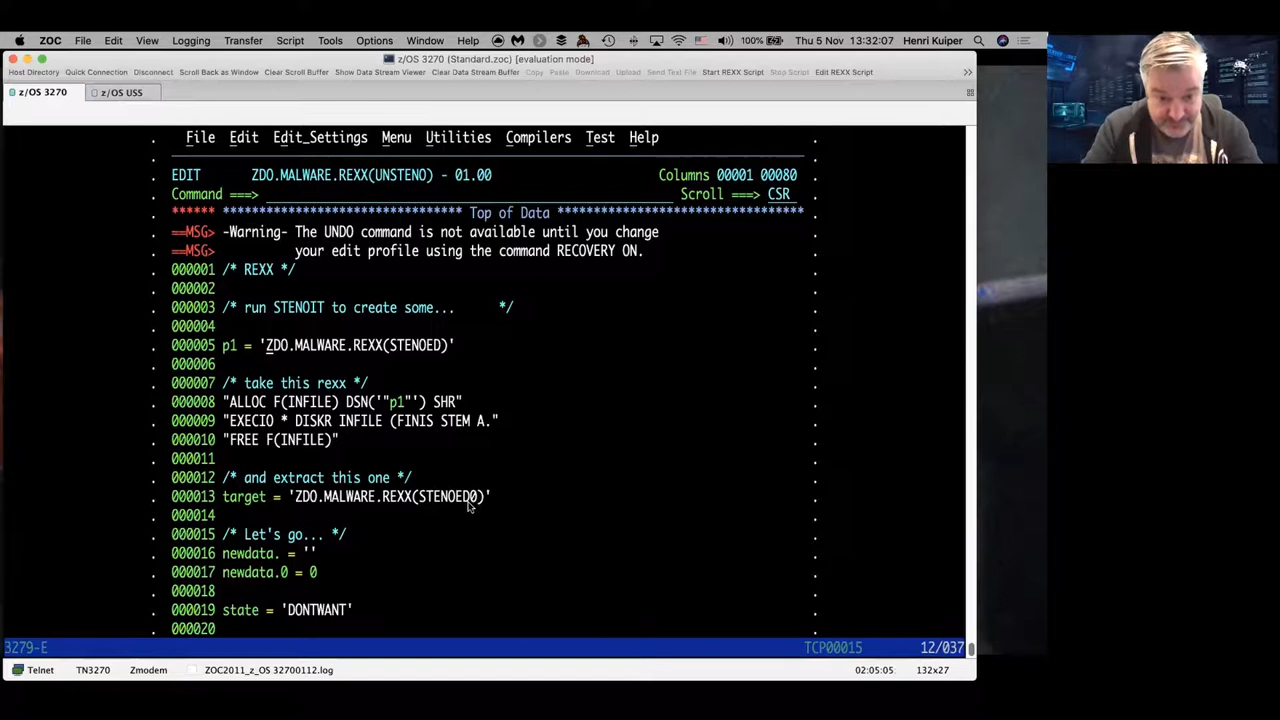 ZOC File Edit View Logging Transfer Script Tools Options Window Help 100% Thu 5 Nov 13:32:07 Henri Kuiper
z/OS 3270 (Standard.zoc) [evaluation mode]
Host Directory Quick Connection Disconnect Scroll Back as Window Clear Scroll Buffer Show Data Stream Viewer Clear Data Stream Buffer Copy Paste Download Upload Send Text File Start REXX Script Stop Script Edit REXX Script »
z/OS 3270 z/OS USS
. File Edit Edit_Settings Menu Utilities Compilers Test Help .
. EDIT ZDO.MALWARE.REXX(UNSTENO) - 01.00 Columns 00001 00080 .
. Command ===> Scroll ===> CSR .
. ****** ********************************* Top of Data ********************************** .
. ==MSG> -Warning- The UNDO command is not available until you change .
. ==MSG> your edit profile using the command RECOVERY ON. .
. 000001 /* REXX */ .
. 000002 .
. 000003 /* run STENOIT to create some... */ .
. 000004 .
. 000005 p1 = 'ZDO.MALWARE.REXX(STENOED)' .
. 000006 .
. 000007 /* take this rexx */ .
. 000008 "ALLOC F(INFILE) DSN('"p1"') SHR" .
. 000009 "EXECIO * DISKR INFILE (FINIS STEM A." .
. 000010 "FREE F(INFILE)" .
. 000011 .
. 000012 /* and extract this one */ .
. 000013 target = 'ZDO.MALWARE.REXX(STENOED0)' .
. 000014 .
. 000015 /* Let's go... */ .
. 000016 newdata. = '' .
. 000017 newdata.0 = 0 .
. 000018 .
. 000019 state = 'DONTWANT' .
. 000020 .
3279-E TCP00015 12/037
Telnet TN3270 Zmodem ZOC2011_z_OS 32700112.log 02:05:05 132x27